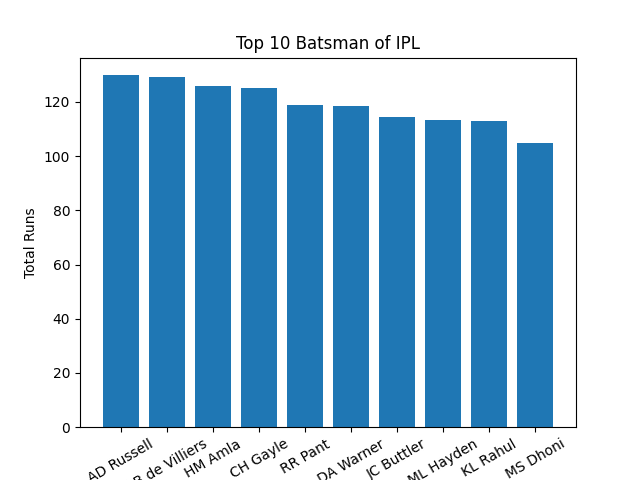 Top 10 Batsman of IPL
Total Runs
120
100
80
60
40
20
0
AD Russell
de Villiers
HM Amla
CH Gayle
RR Pant
DA Warner
JC Buttler
ML Hayden
KL Rahul
MS Dhoni